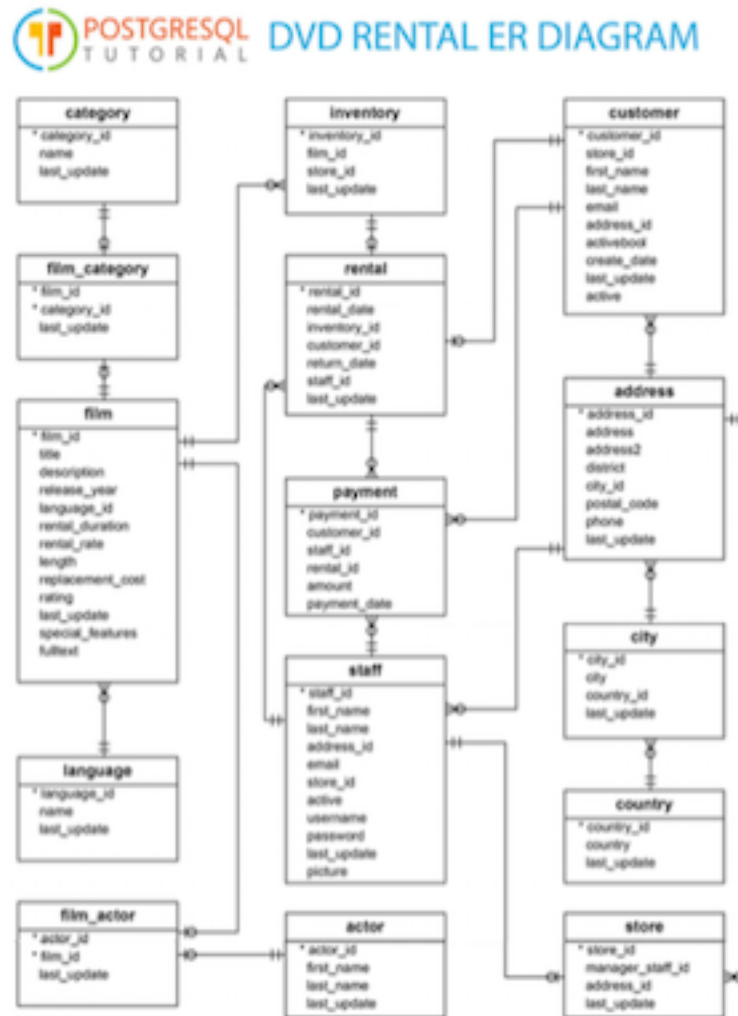 POSTGRESQL
TUTORIAL
DVD RENTAL ER DIAGRAM
category
* category_id
name
last_update
film_category
* film_id
* category_id
last_update
film
* film_id
title
description
release_year
language_id
rental_duration
rental_rate
length
replacement_cost
rating
last_update
special_features
fulltext
language
* language_id
name
last_update
film_actor
* actor_id
* film_id
last_update
inventory
* inventory_id
film_id
store_id
last_update
rental
* rental_id
rental_date
inventory_id
customer_id
return_date
staff_id
last_update
payment
* payment_id
customer_id
staff_id
rental_id
amount
payment_date
staff
* staff_id
first_name
last_name
address_id
email
store_id
active
username
password
last_update
picture
actor
* actor_id
first_name
last_name
last_update
customer
* customer_id
store_id
first_name
last_name
email
address_id
activebool
create_date
last_update
active
address
* address_id
address
address2
district
city_id
postal_code
phone
last_update
city
* city_id
city
country_id
last_update
country
* country_id
country
last_update
store
* store_id
manager_staff_id
address_id
last_update